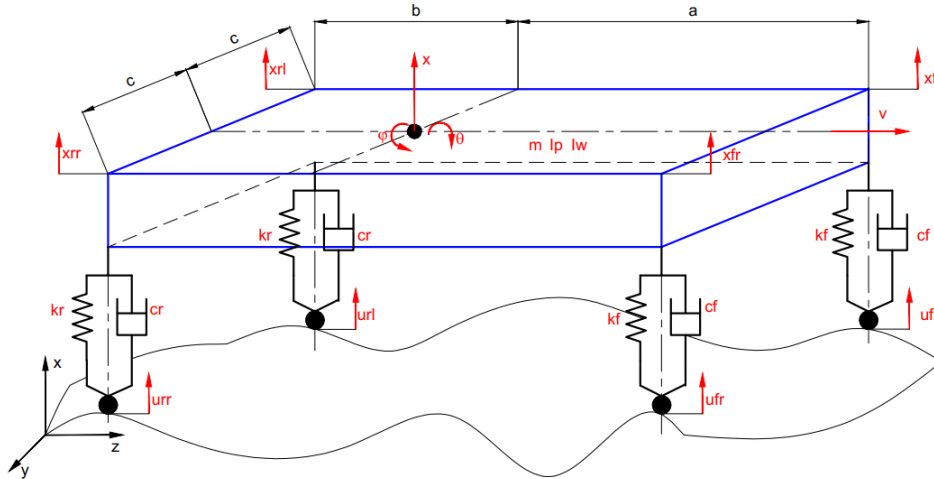 b
a
c
c
xrl
x
xf
φ
θ
v
m Ip Iw
xrr
xfr
kr
cr
kf
cf
kr
cr
url
kf
cf
uf
x
urr
ufr
z
y